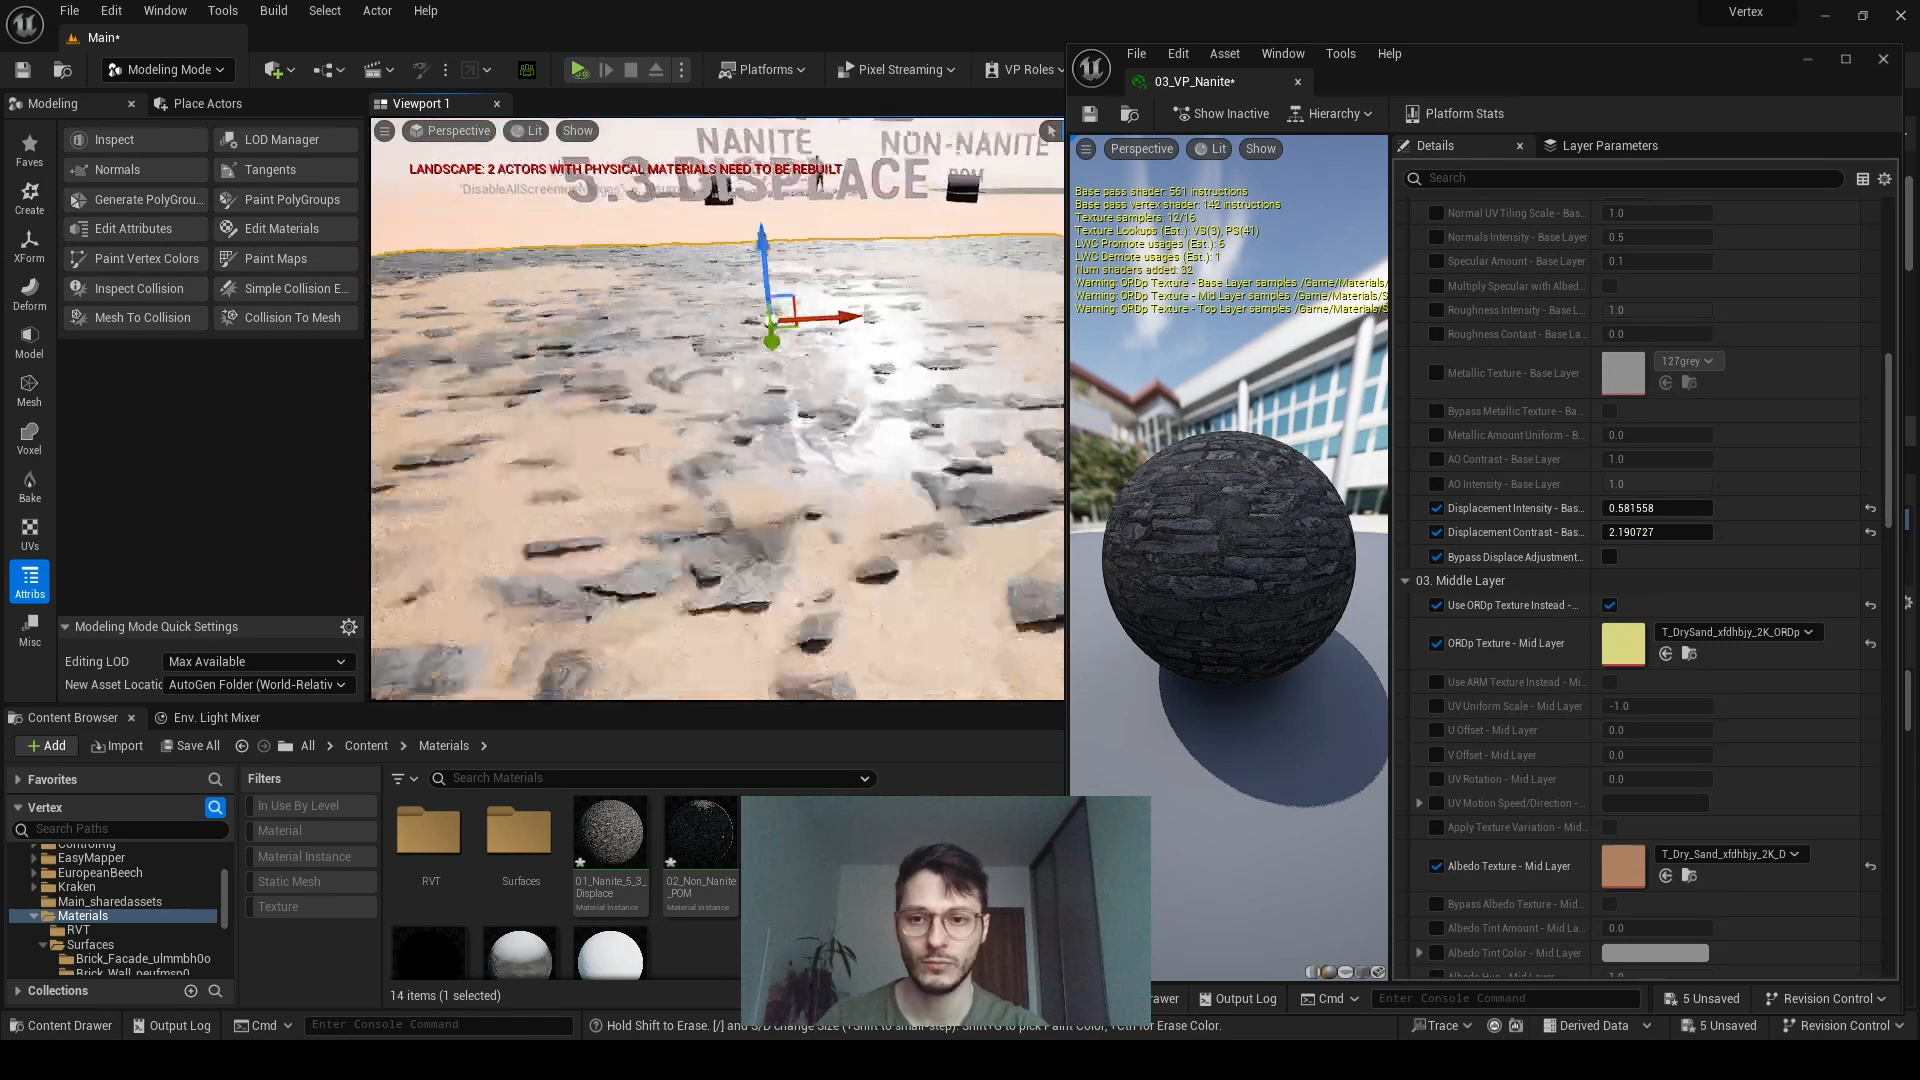 File Edit Window Tools Build Select Actor Help
Vertex
Main*
Modeling Mode
Platforms
Pixel Streaming
VP Roles
Modeling
Place Actors
Faves
Create
XForm
Deform
Model
Mesh
Voxel
Bake
UVs
Attribs
Misc
Inspect
LOD Manager
Normals
Tangents
Generate PolyGrou...
Paint PolyGroups
Edit Attributes
Edit Materials
Paint Vertex Colors
Paint Maps
Inspect Collision
Simple Collision E...
Mesh To Collision
Collision To Mesh
Modeling Mode Quick Settings
Editing LOD
Max Available
New Asset Locatic
AutoGen Folder (World-Relativ
Viewport 1
Perspective
Lit
Show
NANITE
NON-NANITE
5.3 DISPLACE
POM
LANDSCAPE: 2 ACTORS WITH PHYSICAL MATERIALS NEED TO BE REBUILT
Content Browser
Env. Light Mixer
Add
Import
Save All
All
Content
Materials
Favorites
Vertex
Search Paths
ControlRig
EasyMapper
EuropeanBeech
Kraken
Main_sharedassets
Materials
RVT
Surfaces
Brick_Facade_ulmmbh0o
Collections
Filters
In Use By Level
Material
Material Instance
Static Mesh
Texture
Search Materials
RVT
Surfaces
01_Nanite_5_3_
Displace
Material Instance
02_Non_Nanite
_POM
Material Instance
14 items (1 selected)
Content Drawer
Output Log
Cmd
Enter Console Command
Trace
Derived Data
5 Unsaved
Revision Control
File Edit Asset Window Tools Help
03_VP_Nanite*
Show Inactive
Hierarchy
Platform Stats
Perspective
Lit
Show
Base pass shader: 561 instructions
Base pass vertex shader: 142 instructions
Texture samplers: 12/16
Texture Lookups (Est.): VS(3), PS(41)
LWC Promote usages (Est.): 6
LWC Demote usages (Est.): 1
Num shaders added: 32
Warning: ORDp Texture - Base Layer samples /Game/Materials/
Warning: ORDp Texture - Mid Layer samples /Game/Materials/S
Warning: ORDp Texture - Top Layer samples /Game/Materials/S
Details
Layer Parameters
Search
Normal UV Tiling Scale - Bas...
1.0
Normals Intensity - Base Layer
0.5
Specular Amount - Base Layer
0.1
Multiply Specular with Albed...
Roughness Intensity - Base L...
1.0
Roughness Contast - Base La...
0.0
Metallic Texture - Base Layer
127grey
Bypass Metallic Texture - Ba...
Metallic Amount Uniform - B...
0.0
AO Contrast - Base Layer
1.0
AO Intensity - Base Layer
1.0
Displacement Intensity - Bas...
0.581558
Displacement Contrast - Bas...
2.190727
Bypass Displace Adjustment...
03. Middle Layer
Use ORDp Texture Instead -...
ORDp Texture - Mid Layer
T_DrySand_xfdhbjy_2K_ORDp
Use ARM Texture Instead - Mi...
UV Uniform Scale - Mid Layer
-1.0
U Offset - Mid Layer
0.0
V Offset - Mid Layer
0.0
UV Rotation - Mid Layer
0.0
UV Motion Speed/Direction -...
Apply Texture Variation - Mid...
Albedo Texture - Mid Layer
T_Dry_Sand_xfdhbjy_2K_D
Bypass Albedo Texture - Mid...
Albedo Tint Amount - Mid La...
0.0
Albedo Tint Color - Mid Layer
Output Log
Cmd
Enter Console Command
5 Unsaved
Revision Control